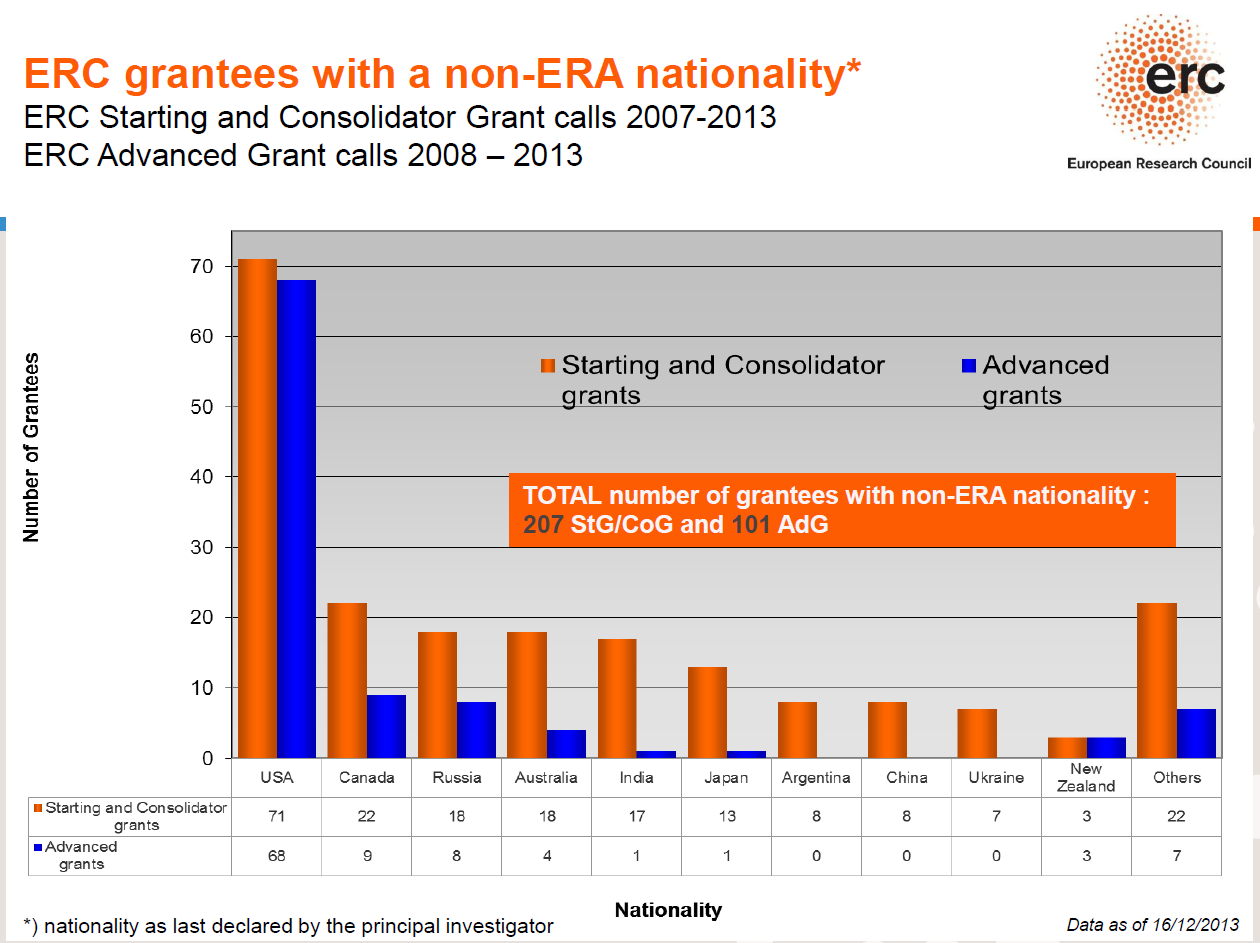 ERC grantees with a non-ERA nationality*
ERC Starting and Consolidator Grant calls 2007-2013
ERC Advanced Grant calls 2008 – 2013
erc
European Research Council
Number of Grantees
70
60
50
40
30
20
10
0
Starting and Consolidator
grants
Advanced
grants
TOTAL number of grantees with non-ERA nationality :
207 StG/CoG and 101 AdG
USA Canada Russia Australia India Japan Argentina China Ukraine New Zealand Others
Starting and Consolidator
grants
71 22 18 18 17 13 8 8 7 3 22
Advanced
grants
68 9 8 4 1 1 0 0 0 3 7
Nationality
*) nationality as last declared by the principal investigator
Data as of 16/12/2013